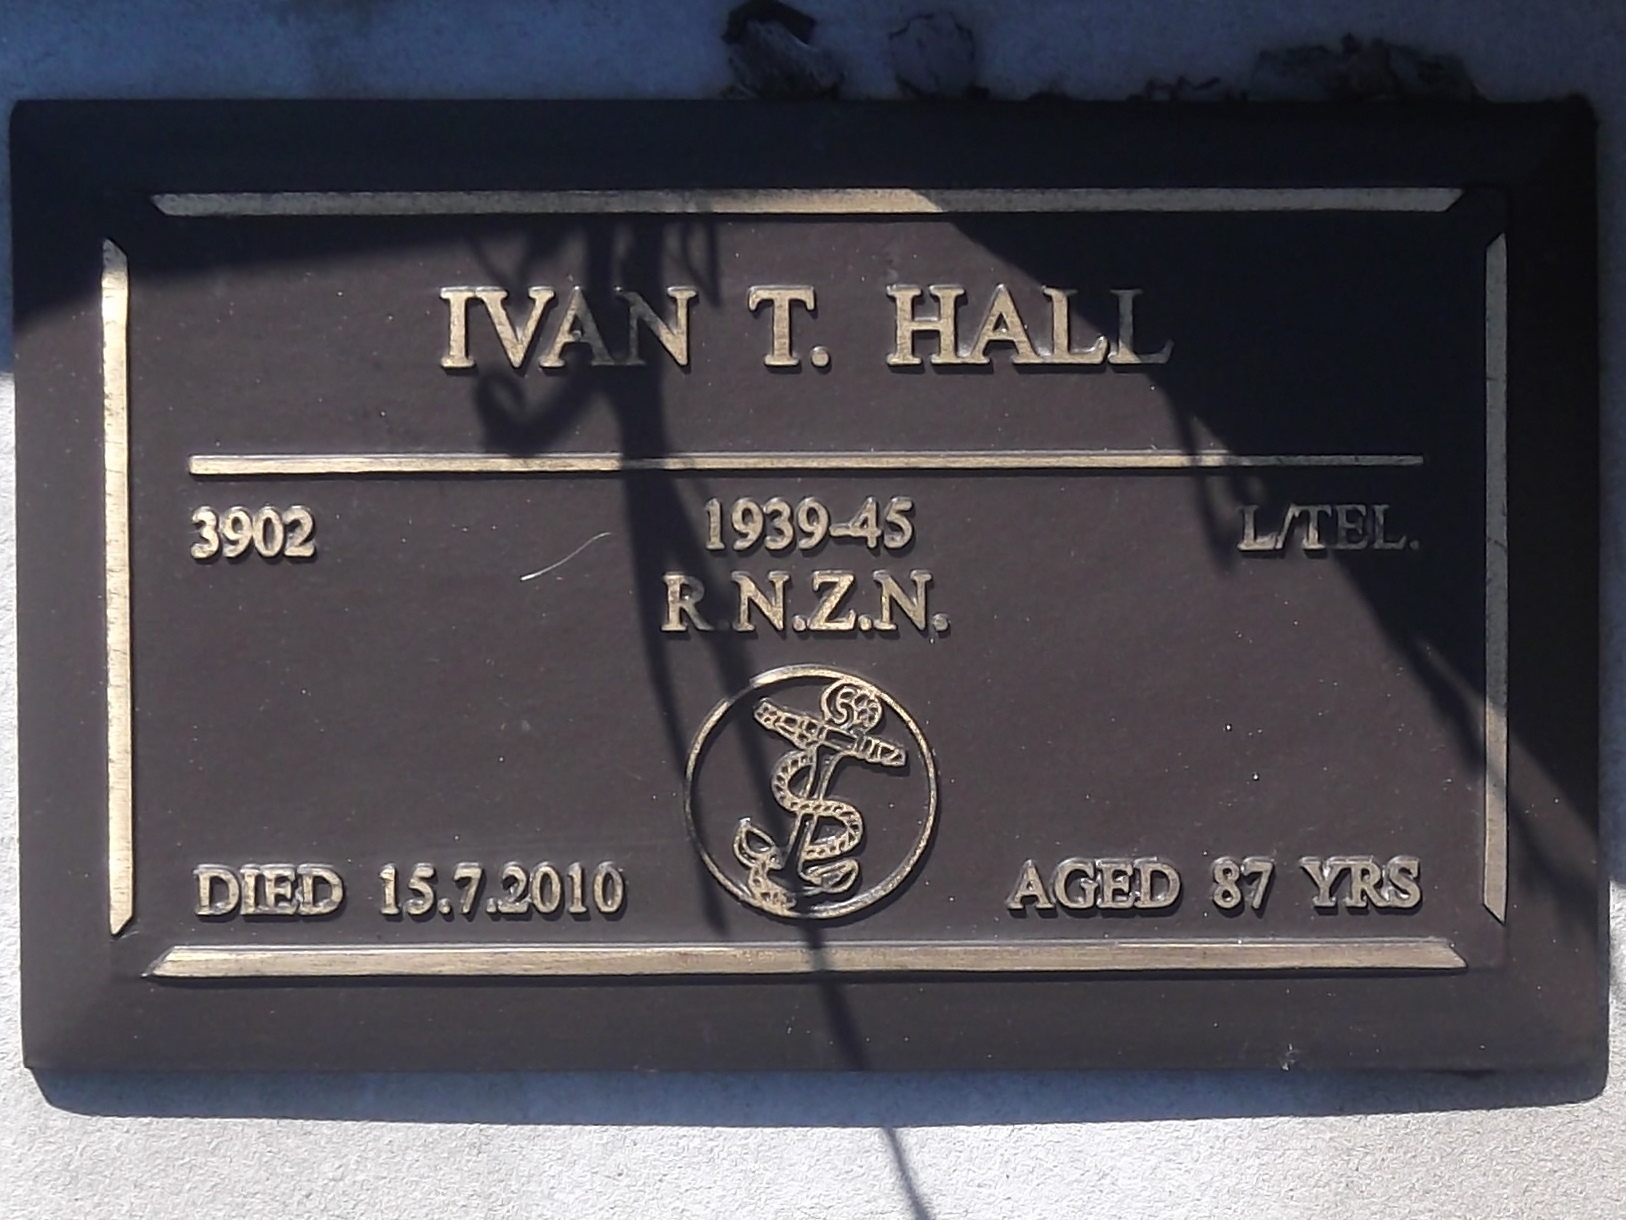 IVAN T. HALL
3902 1939-45 L/TEL.
R.N.Z.N.
DIED 15.7.2010 AGED 87 YRS